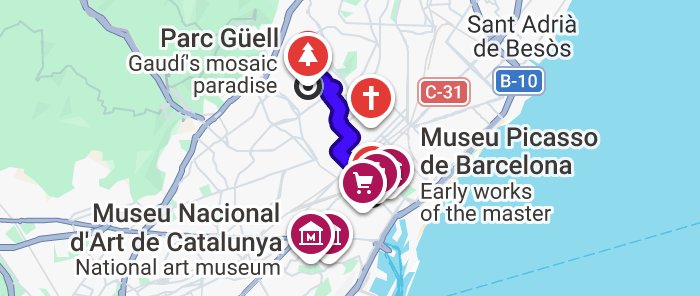 Sant Adrià
de Besòs
Parc Güell
Gaudí's mosaic
paradise
C-31
B-10
Museu Picasso
de Barcelona
Early works
of the master
Museu Nacional
d'Art de Catalunya
National art museum
M